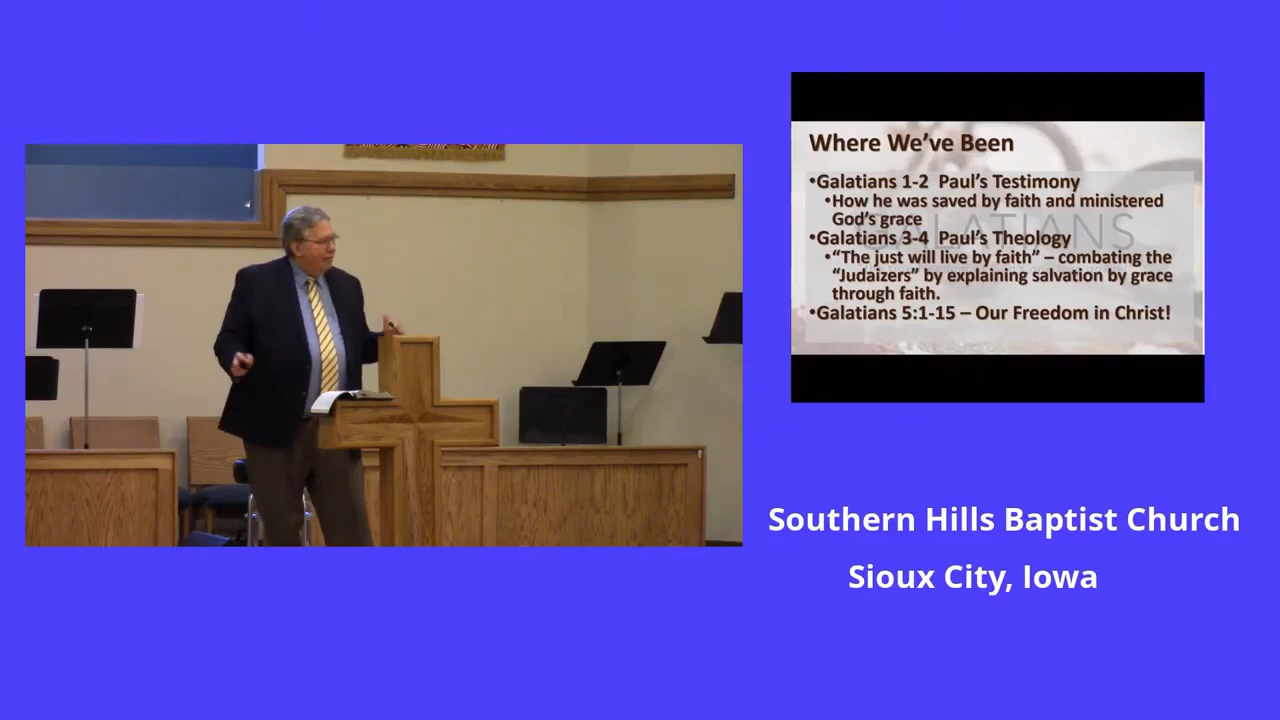 Where We've Been
•Galatians 1-2 Paul's Testimony
•How he was saved by faith and ministered
God's grace
•Galatians 3-4 Paul's Theology
•"The just will live by faith" – combating the
"Judaizers" by explaining salvation by grace
through faith.
•Galatians 5:1-15 – Our Freedom in Christ!
GALATIANS
Southern Hills Baptist Church
Sioux City, Iowa